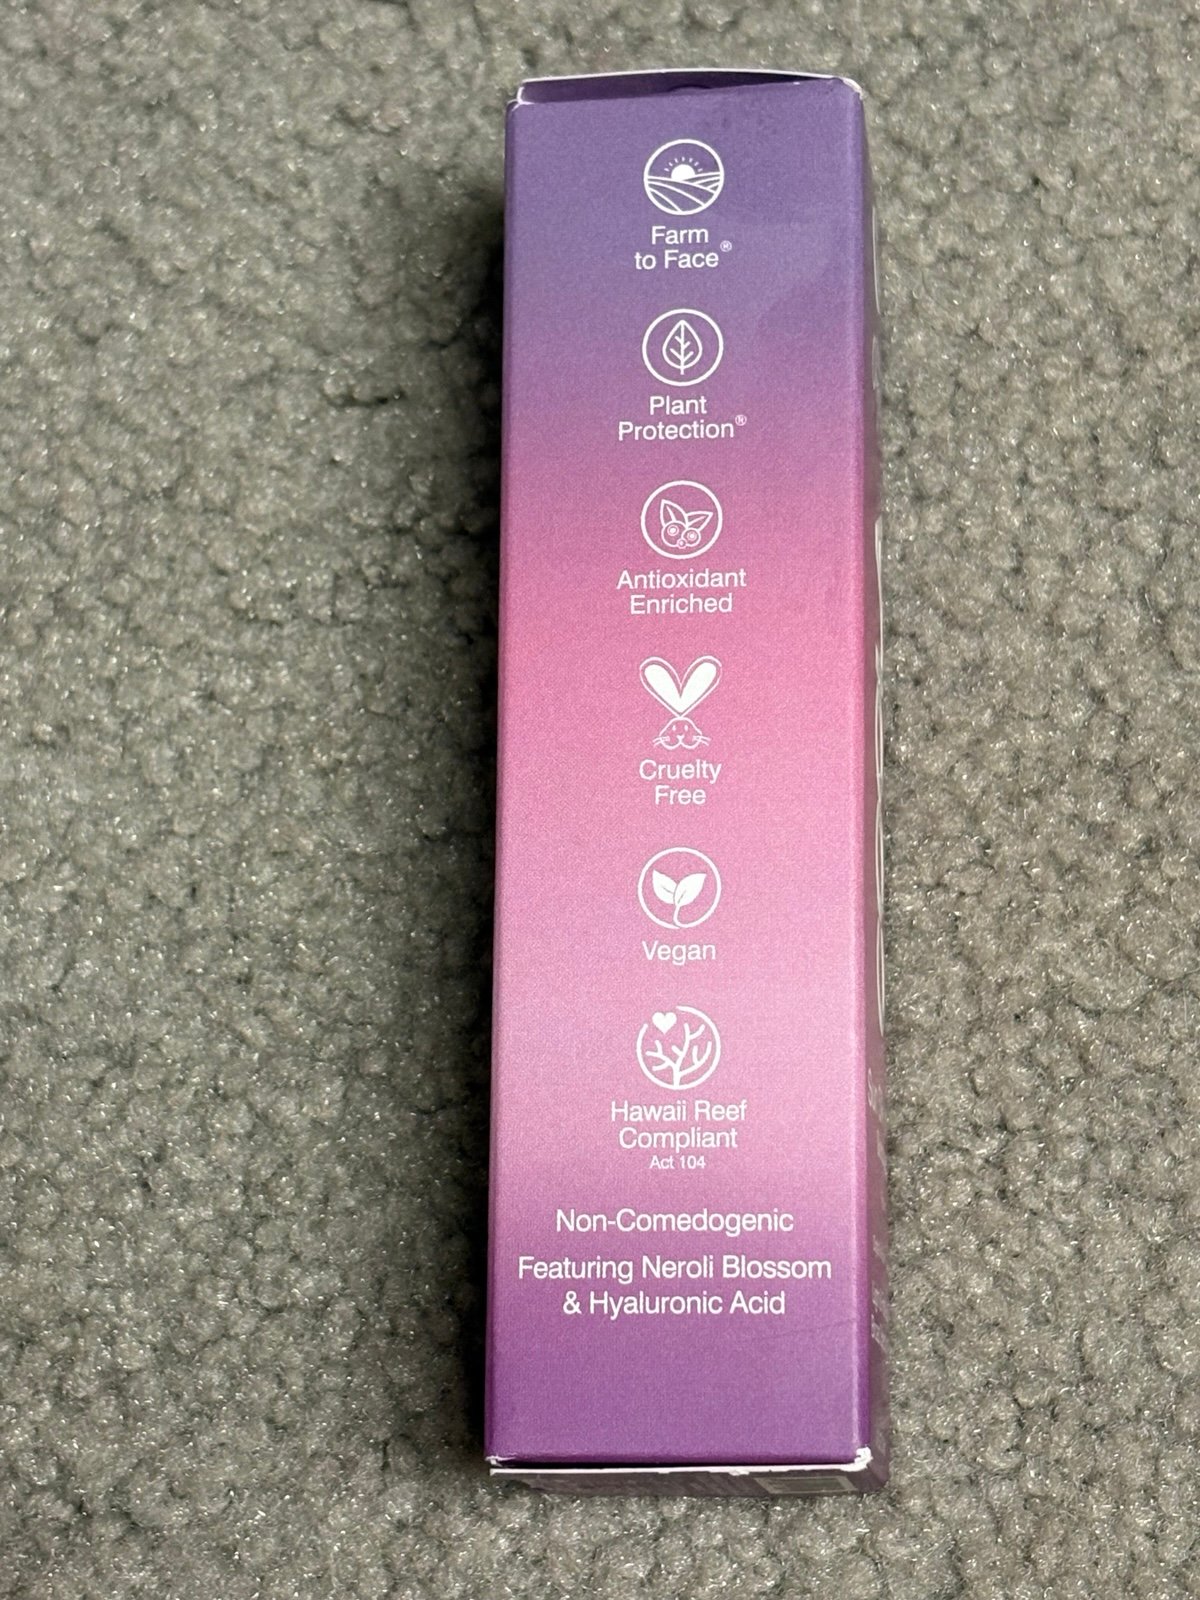 Farm
to Face®
Plant
Protection®
Antioxidant
Enriched
Cruelty
Free
Vegan
Hawaii Reef
Compliant
Act 104
Non-Comedogenic
Featuring Neroli Blossom
& Hyaluronic Acid